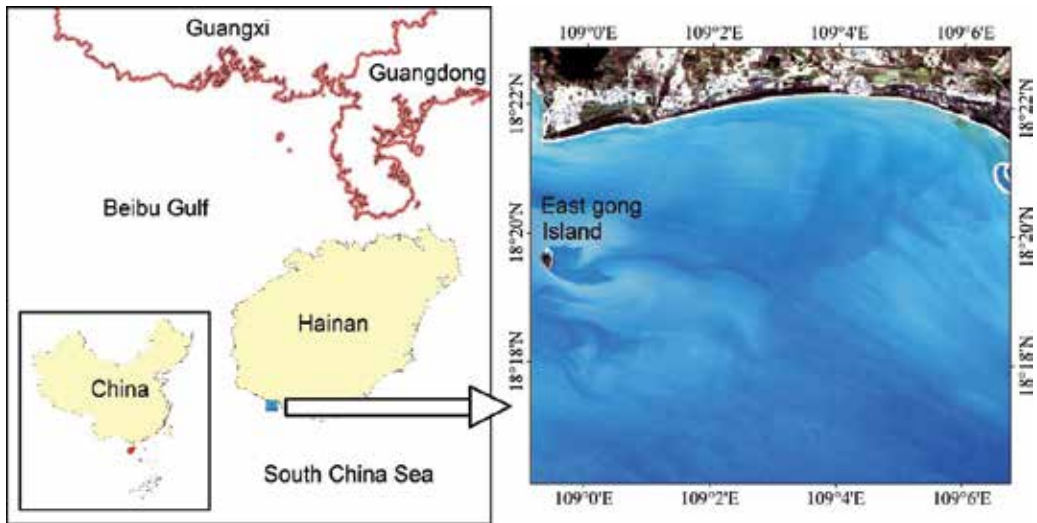 Guangxi
Guangdong
Beibu Gulf
Hainan
China
South China Sea
109°0'E 109°2'E 109°4'E 109°6'E
18°22'N
18°20'N
18°18'N
East gong
Island
18°22'N
18°20'N
18°18'N
109°0'E 109°2'E 109°4'E 109°6'E